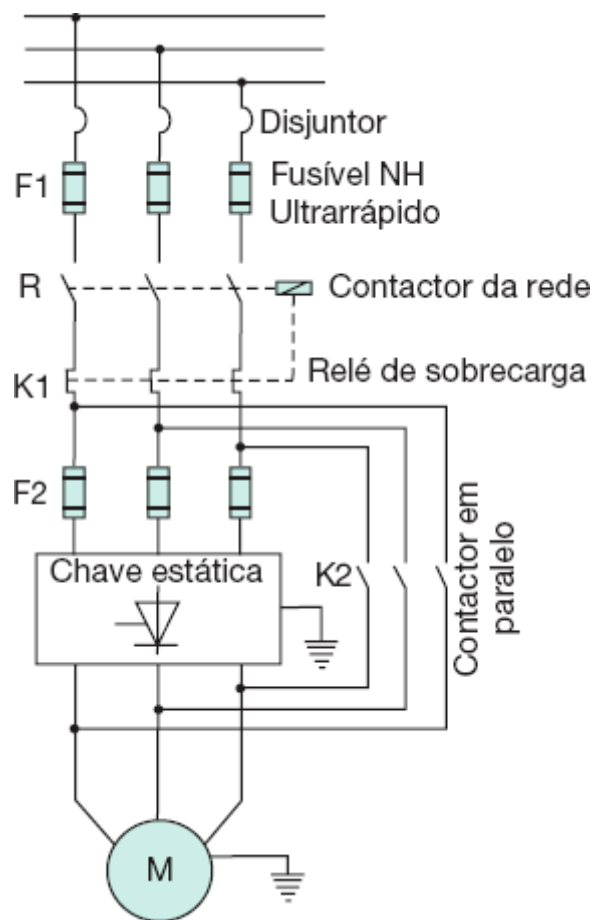 Disjuntor
F1
Fusível NH
Ultrarrápido
R
Contactor da rede
K1
Relé de sobrecarga
F2
Chave estática
K2
Contactor em
paralelo
M